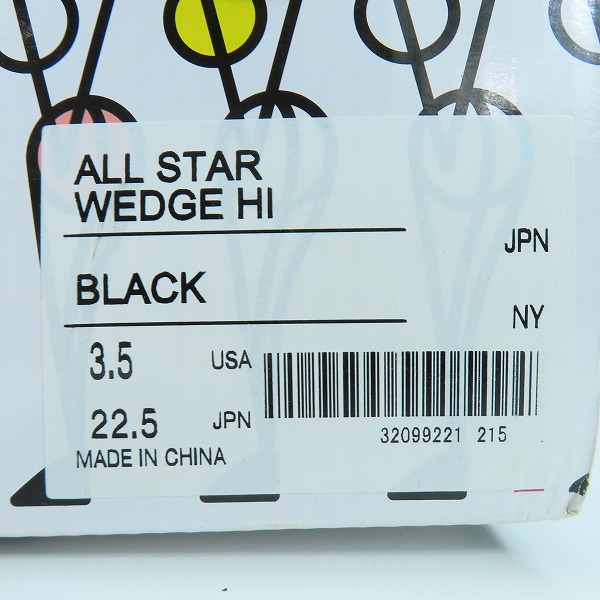 ALL STAR
WEDGE HI
JPN
BLACK
NY
3.5 USA
22.5 JPN
32099221 215
MADE IN CHINA